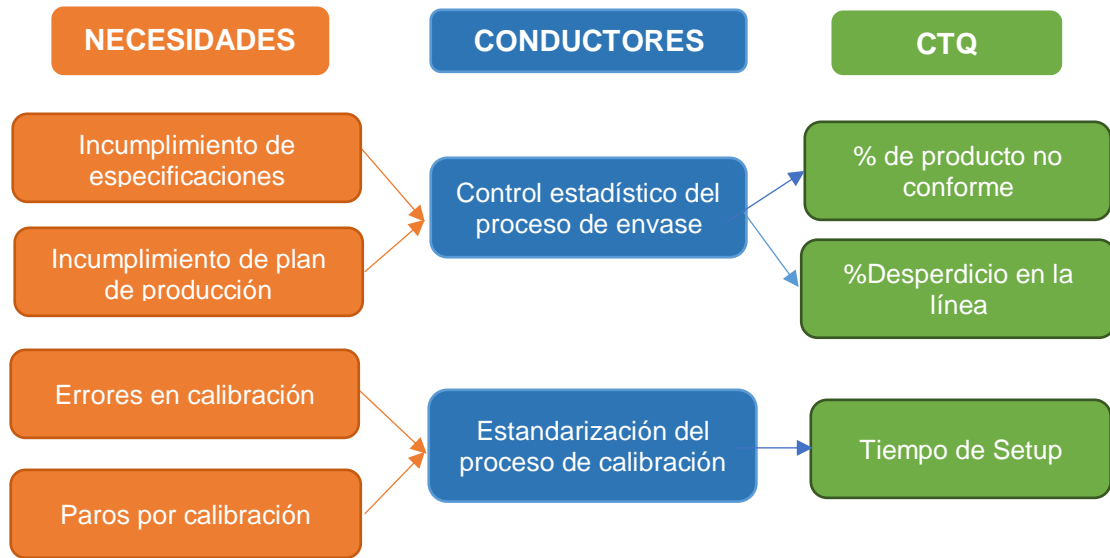 NECESIDADES
CONDUCTORES
CTQ
Incumplimiento de
especificaciones
Incumplimiento de plan
de producción
Errores en calibración
Paros por calibración
Control estadístico del
proceso de envase
Estandarización del
proceso de calibración
% de producto no
conforme
%Desperdicio en la
línea
Tiempo de Setup